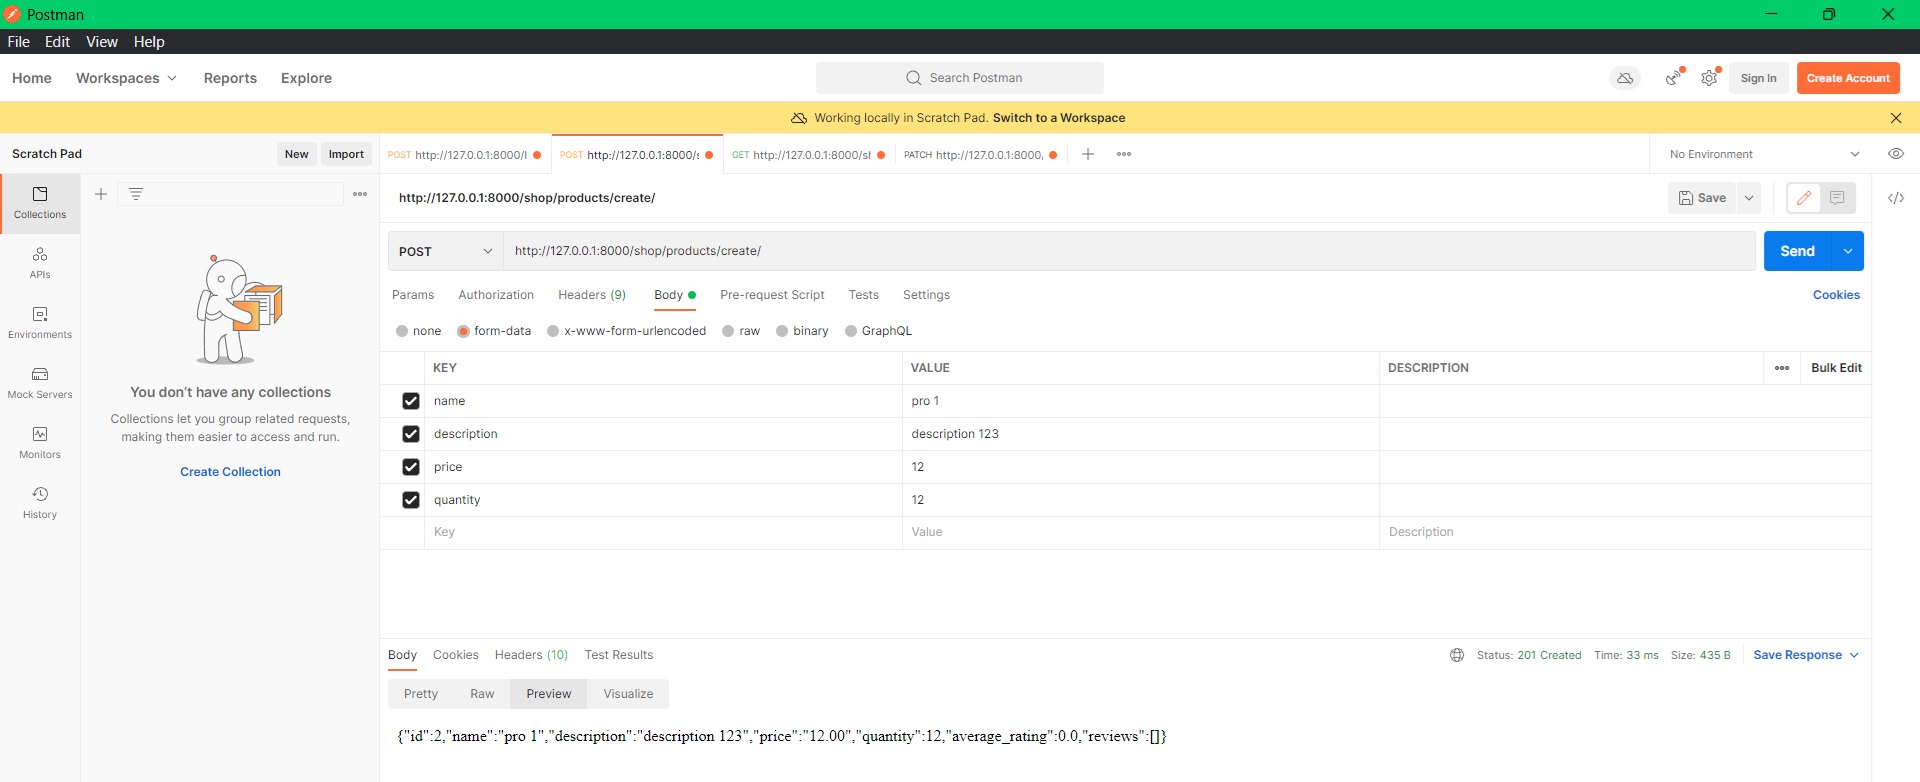 Postman
File Edit View Help
Home Workspaces Reports Explore Search Postman Sign In Create Account
Working locally in Scratch Pad. Switch to a Workspace
Scratch Pad New Import
POST http://127.0.0.1:8000/l POST http://127.0.0.1:8000/s GET http://127.0.0.1:8000/sh PATCH http://127.0.0.1:8000, No Environment
Collections
APIs
Environments
Mock Servers
Monitors
History
You don't have any collections
Collections let you group related requests,
making them easier to access and run.
Create Collection
http://127.0.0.1:8000/shop/products/create/ Save
POST http://127.0.0.1:8000/shop/products/create/ Send
Params Authorization Headers (9) Body Pre-request Script Tests Settings Cookies
none form-data x-www-form-urlencoded raw binary GraphQL
KEY VALUE DESCRIPTION Bulk Edit
name pro 1
description description 123
price 12
quantity 12
Key Value Description
Body Cookies Headers (10) Test Results Status: 201 Created Time: 33 ms Size: 435 B Save Response
Pretty Raw Preview Visualize
{"id":2,"name":"pro 1","description":"description 123","price":"12.00","quantity":12,"average_rating":0.0,"reviews":[]}